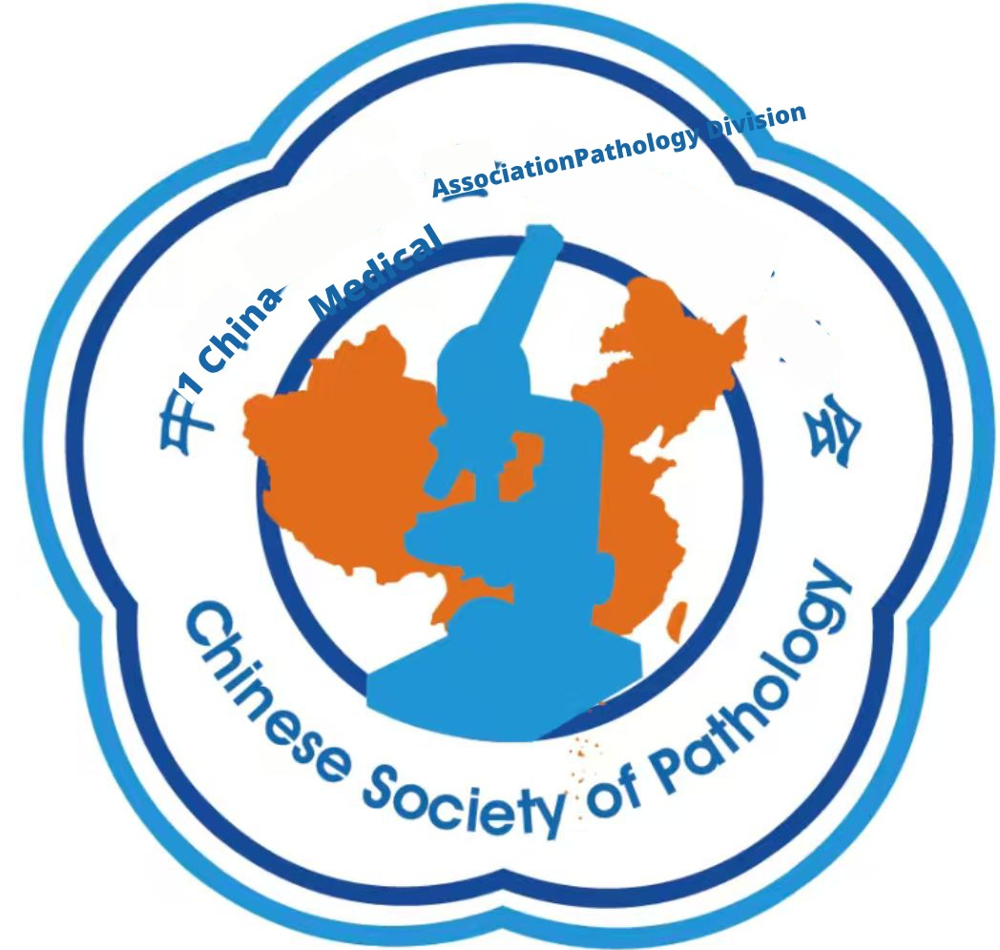 中1 China
Medical
AssociationPathology Division
会
Chinese Society of Pathology